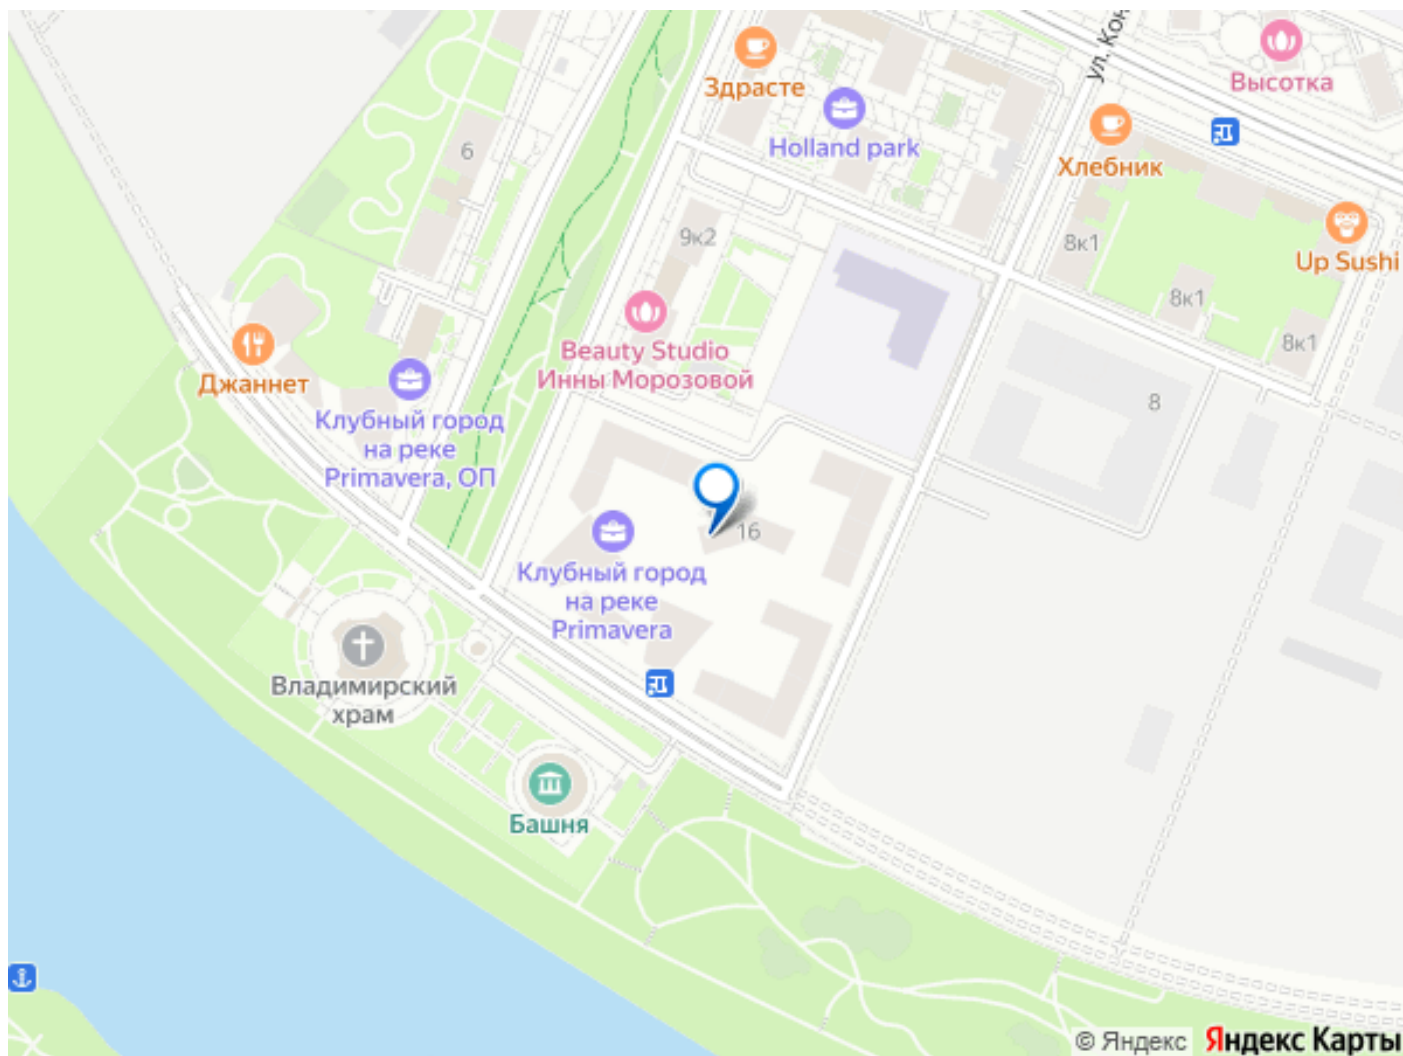 ул. Кон
Высотка
Здрасте
Holland park
Хлебник
6
9к2
8к1
Up Sushi
8к1
8к1
Beauty Studio
Инны Морозовой
Джаннет
Клубный город
на реке
Primavera, ОП
8
16
Клубный город
на реке
Primavera
Владимирский
храм
Башня
© Яндекс Яндекс Карты